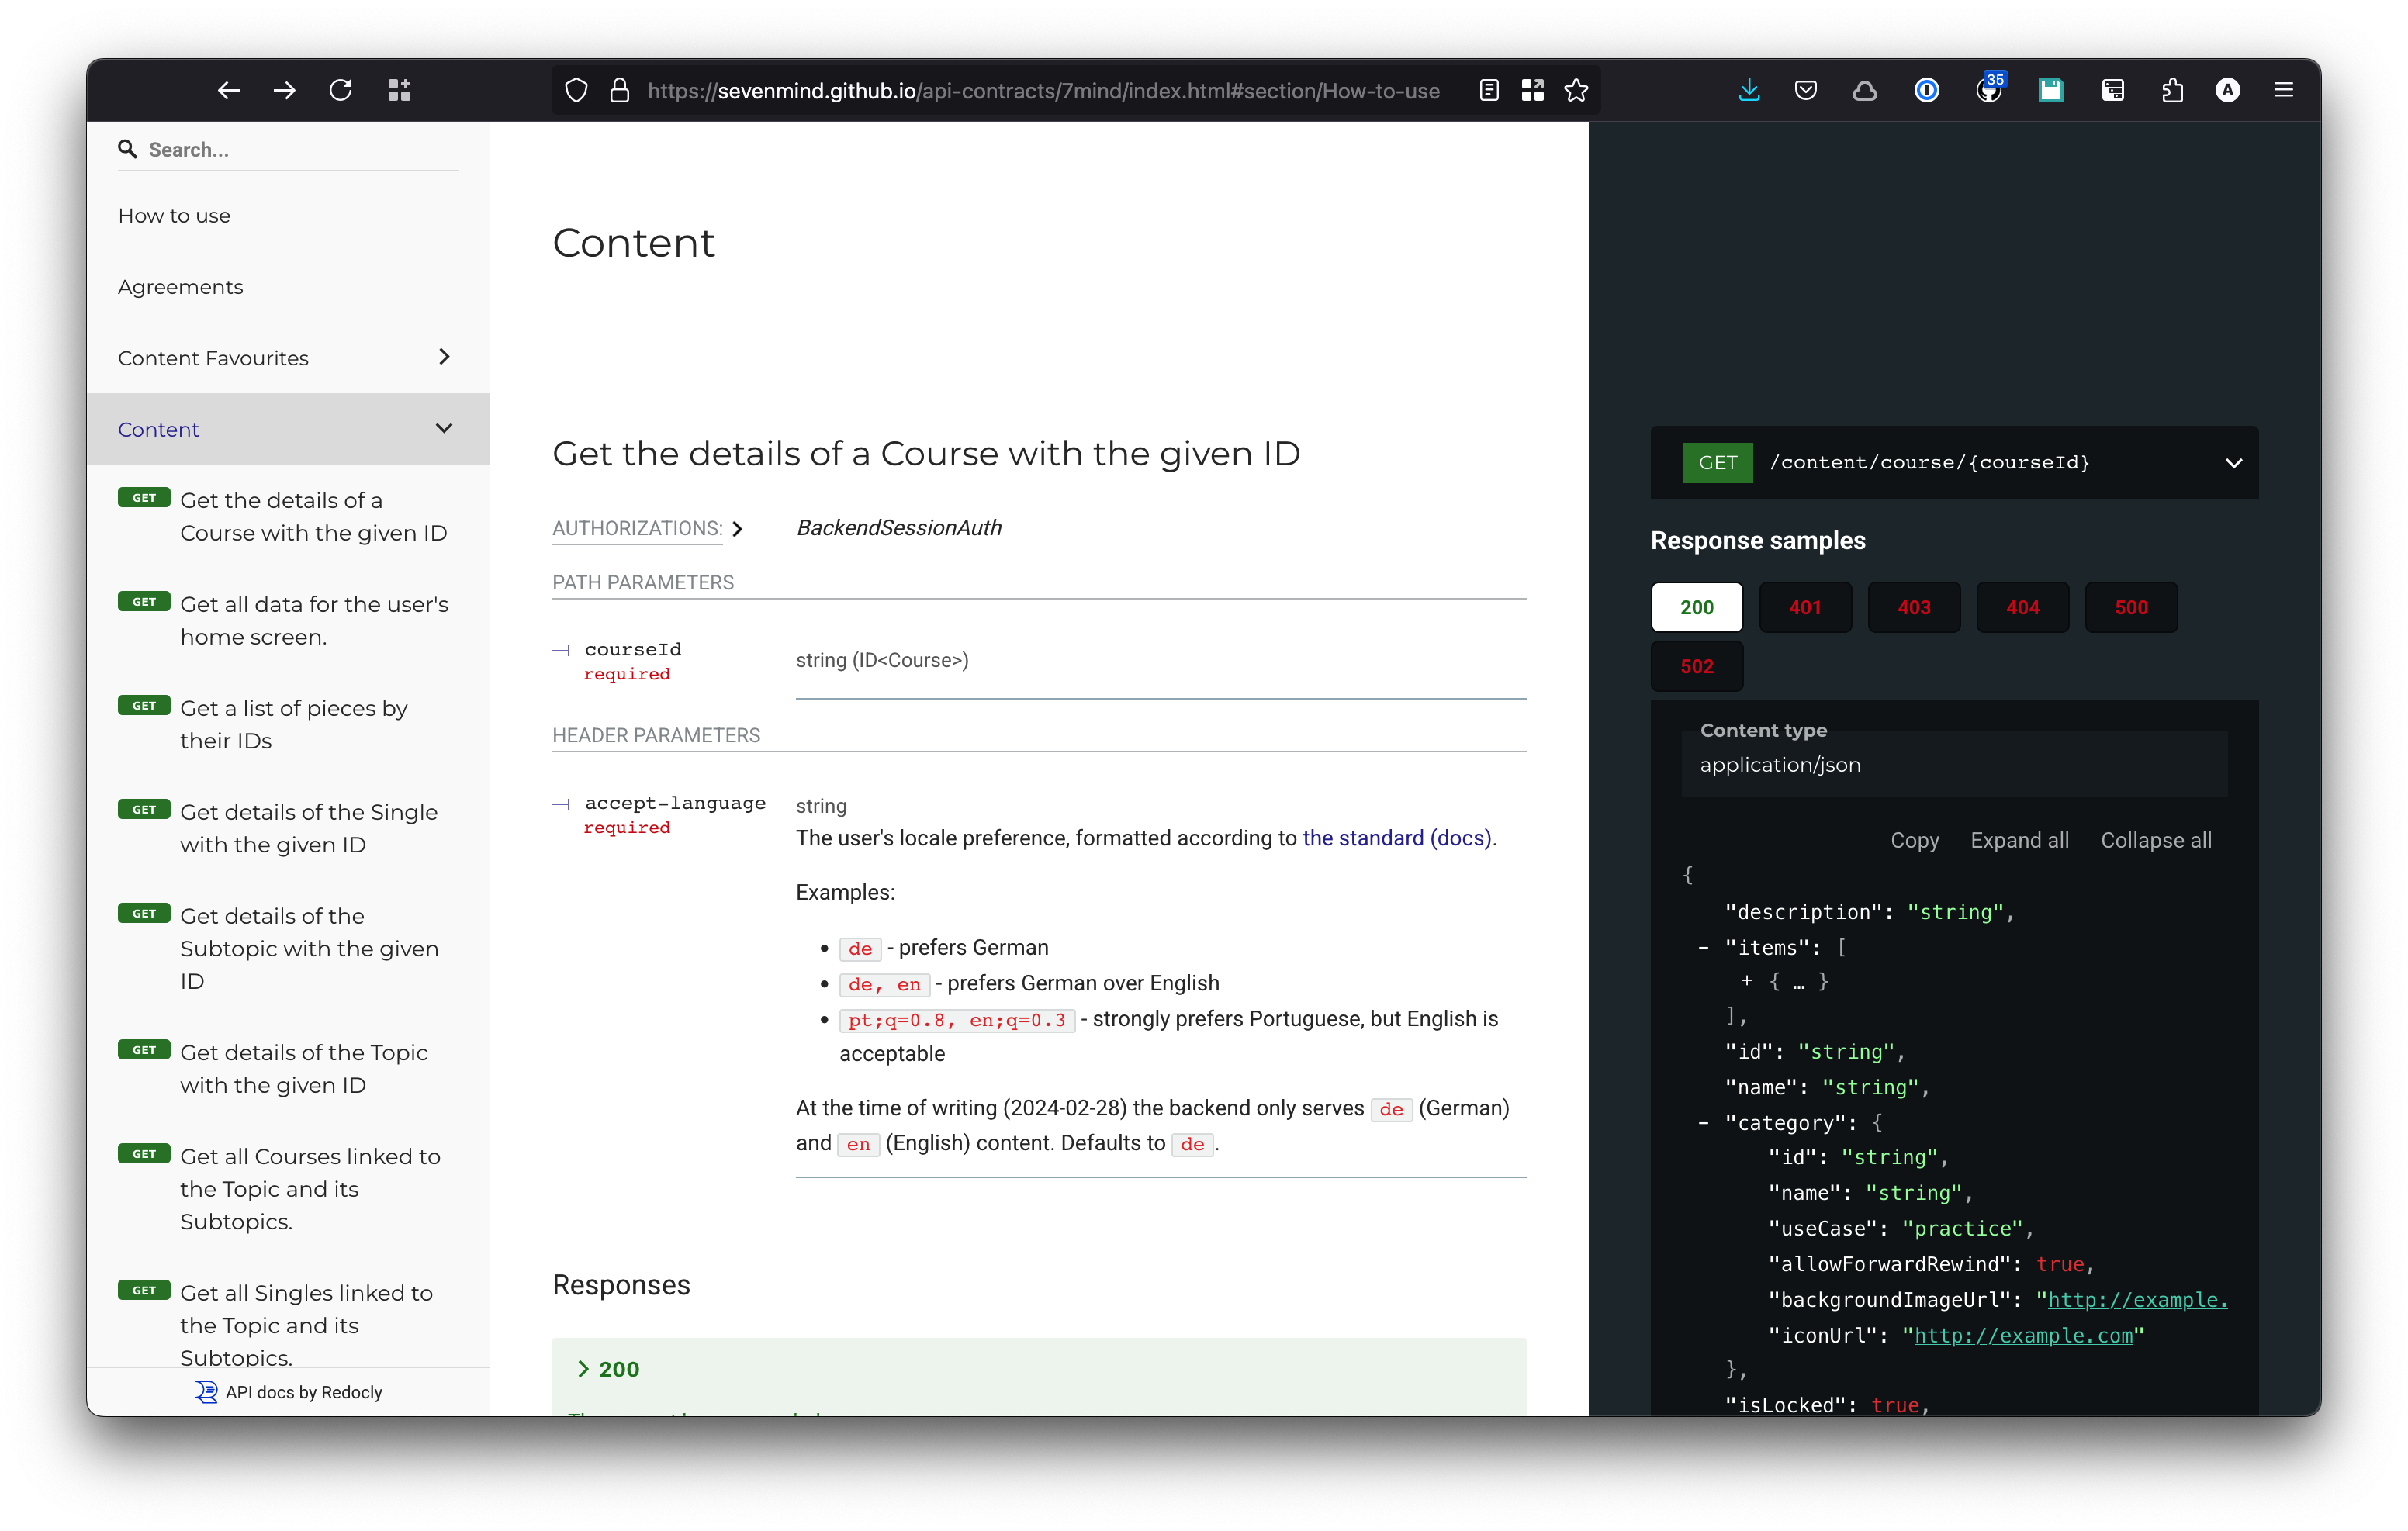 https://sevenmind.github.io/api-contracts/7mind/index.html#section/How-to-use
35
A
Search...
How to use
Agreements
Content Favourites
Content
GET Get the details of a
Course with the given ID
GET Get all data for the user's
home screen.
GET Get a list of pieces by
their IDs
GET Get details of the Single
with the given ID
GET Get details of the
Subtopic with the given
ID
GET Get details of the Topic
with the given ID
GET Get all Courses linked to
the Topic and its
Subtopics.
GET Get all Singles linked to
the Topic and its
Subtopics.
API docs by Redocly
Content
Get the details of a Course with the given ID
AUTHORIZATIONS: > BackendSessionAuth
PATH PARAMETERS
courseId
required
string (ID<Course>)
HEADER PARAMETERS
accept-language
required
string
The user's locale preference, formatted according to the standard (docs).
Examples:
• de - prefers German
• de, en - prefers German over English
• pt;q=0.8, en;q=0.3 - strongly prefers Portuguese, but English is
acceptable
At the time of writing (2024-02-28) the backend only serves de (German)
and en (English) content. Defaults to de.
Responses
> 200
GET /content/course/{courseId}
Response samples
200 401 403 404 500
502
Content type
application/json
Copy Expand all Collapse all
{
"description": "string",
- "items": [
+ { … }
],
"id": "string",
"name": "string",
- "category": {
"id": "string",
"name": "string",
"useCase": "practice",
"allowForwardRewind": true,
"backgroundImageUrl": "http://example.
"iconUrl": "http://example.com"
},
"isLocked": true,